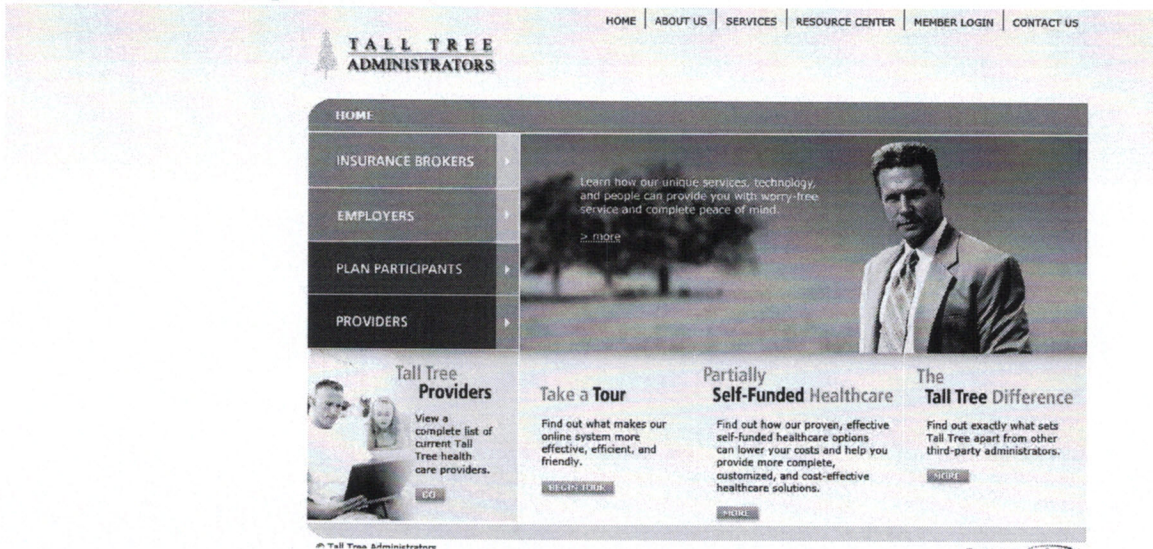 HOME | ABOUT US | SERVICES | RESOURCE CENTER | MEMBER LOGIN | CONTACT US
TALL TREE
ADMINISTRATORS
HOME
INSURANCE BROKERS
EMPLOYERS
PLAN PARTICIPANTS
PROVIDERS
Learn how our unique services, technology,
and people can provide you with worry-free
service and complete peace of mind.
> more
Tall Tree
Providers
View a
complete list of
current Tall
Tree health
care providers.
GO
Take a Tour
Find out what makes our
online system more
effective, efficient, and
friendly.
BEGIN TOUR
Partially
Self-Funded Healthcare
Find out how our proven, effective
self-funded healthcare options
can lower your costs and help you
provide more complete,
customized, and cost-effective
healthcare solutions.
MORE
The
Tall Tree Difference
Find out exactly what sets
Tall Tree apart from other
third-party administrators.
MORE
© Tall Tree Administrators